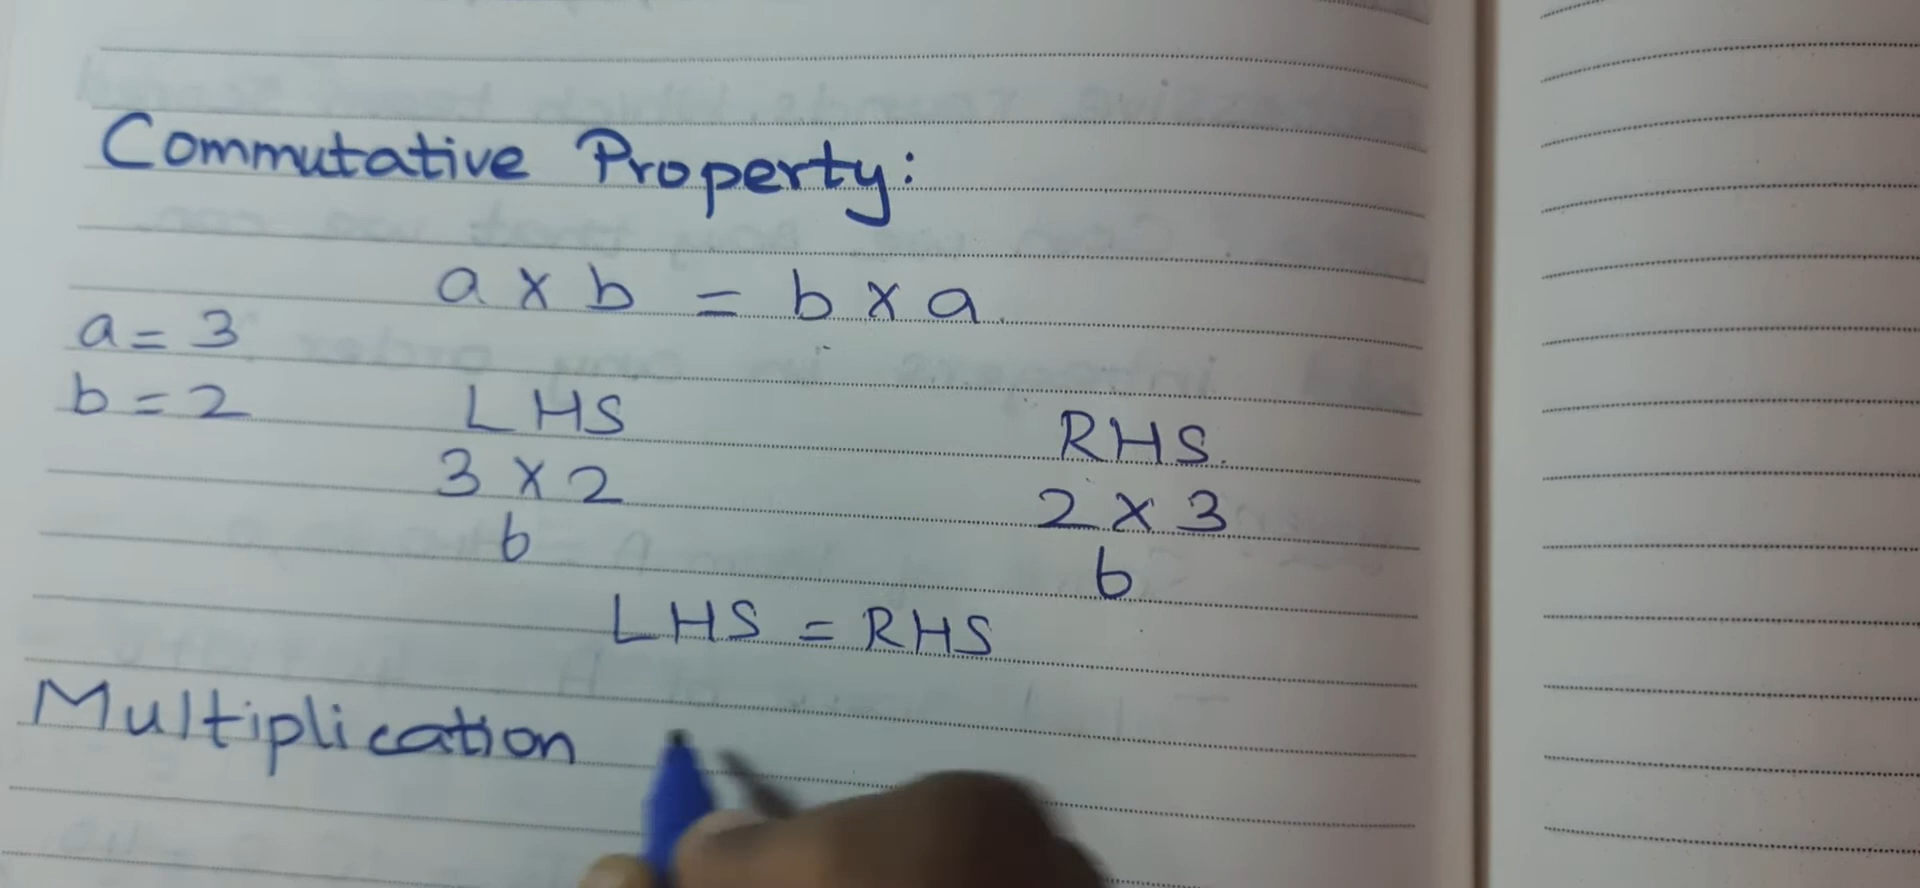 Commutative Property:
a x b = b x a
a = 3
b = 2
LHS
RHS.
3 x 2
2 x 3
6
6
LHS = RHS
Multiplication